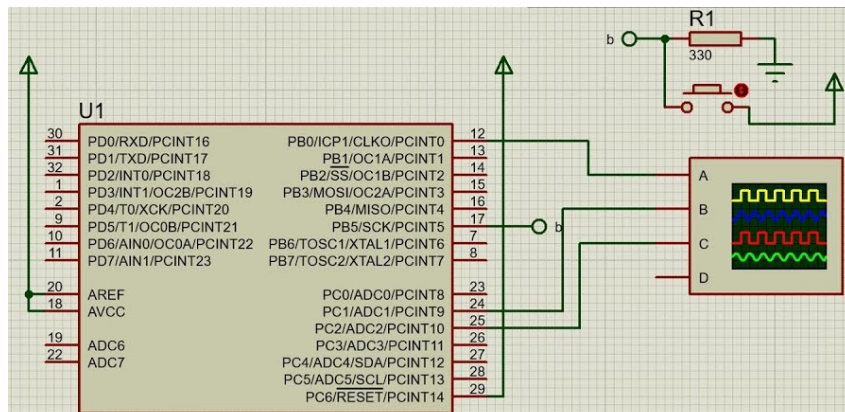 R1
b
330
U1
30 PD0/RXD/PCINT16
31 PD1/TXD/PCINT17
32 PD2/INT0/PCINT18
1 PD3/INT1/OC2B/PCINT19
2 PD4/T0/XCK/PCINT20
9 PD5/T1/OC0B/PCINT21
10 PD6/AIN0/OC0A/PCINT22
11 PD7/AIN1/PCINT23
20 AREF
18 AVCC
19 ADC6
22 ADC7
PB0/ICP1/CLKO/PCINT0 12
PB1/OC1A/PCINT1 13
PB2/SS/OC1B/PCINT2 14
PB3/MOSI/OC2A/PCINT3 15
PB4/MISO/PCINT4 16
PB5/SCK/PCINT5 17
b
PB6/TOSC1/XTAL1/PCINT6 7
PB7/TOSC2/XTAL2/PCINT7 8
PC0/ADC0/PCINT8 23
PC1/ADC1/PCINT9 24
PC2/ADC2/PCINT10 25
PC3/ADC3/PCINT11 26
PC4/ADC4/SDA/PCINT12 27
PC5/ADC5/SCL/PCINT13 28
PC6/RESET/PCINT14 29
A
B
C
D